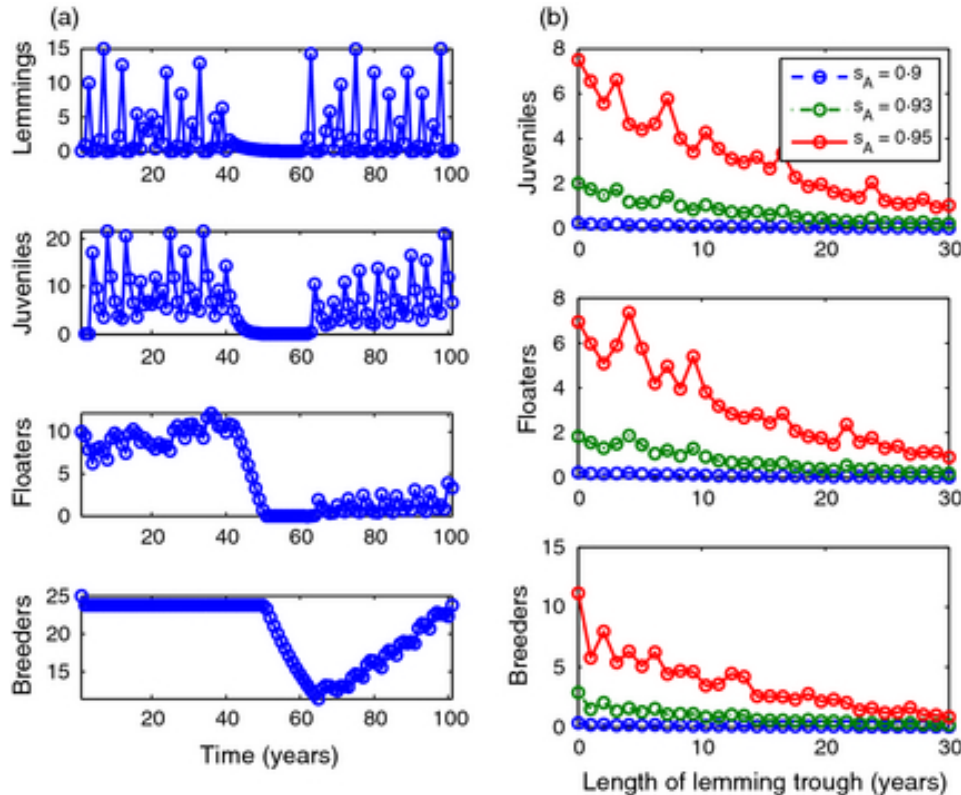 (a)
Lemmings
15
10
5
0
20 40 60 80 100
Juveniles
20
10
0
20 40 60 80 100
Floaters
10
5
0
20 40 60 80 100
Breeders
25
20
15
20 40 60 80 100
Time (years)
(b)
Juveniles
8
6
4
2
0
0 10 20 30
s_A = 0·9
s_A = 0·93
s_A = 0·95
Floaters
8
6
4
2
0
0 10 20 30
Breeders
15
10
5
0
0 10 20 30
Length of lemming trough (years)